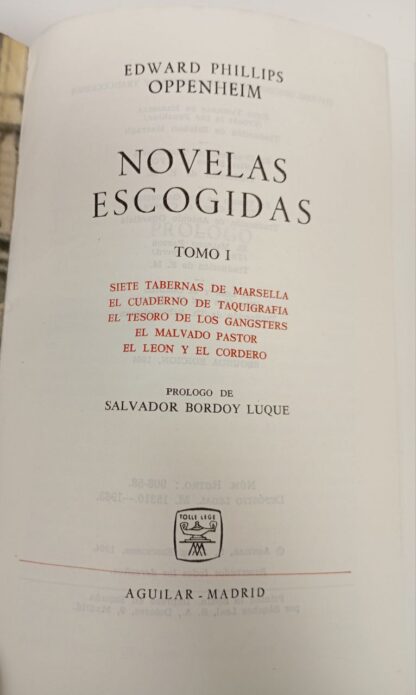 EDWARD PHILLIPS
OPPENHEIM
NOVELAS
ESCOGIDAS
TOMO I
SIETE TABERNAS DE MARSELLA
EL CUADERNO DE TAQUIGRAFIA
EL TESORO DE LOS GANGSTERS
EL MALVADO PASTOR
EL LEON Y EL CORDERO
PROLOGO DE
SALVADOR BORDOY LUQUE
TOLLE LEGE
AGUILAR - MADRID